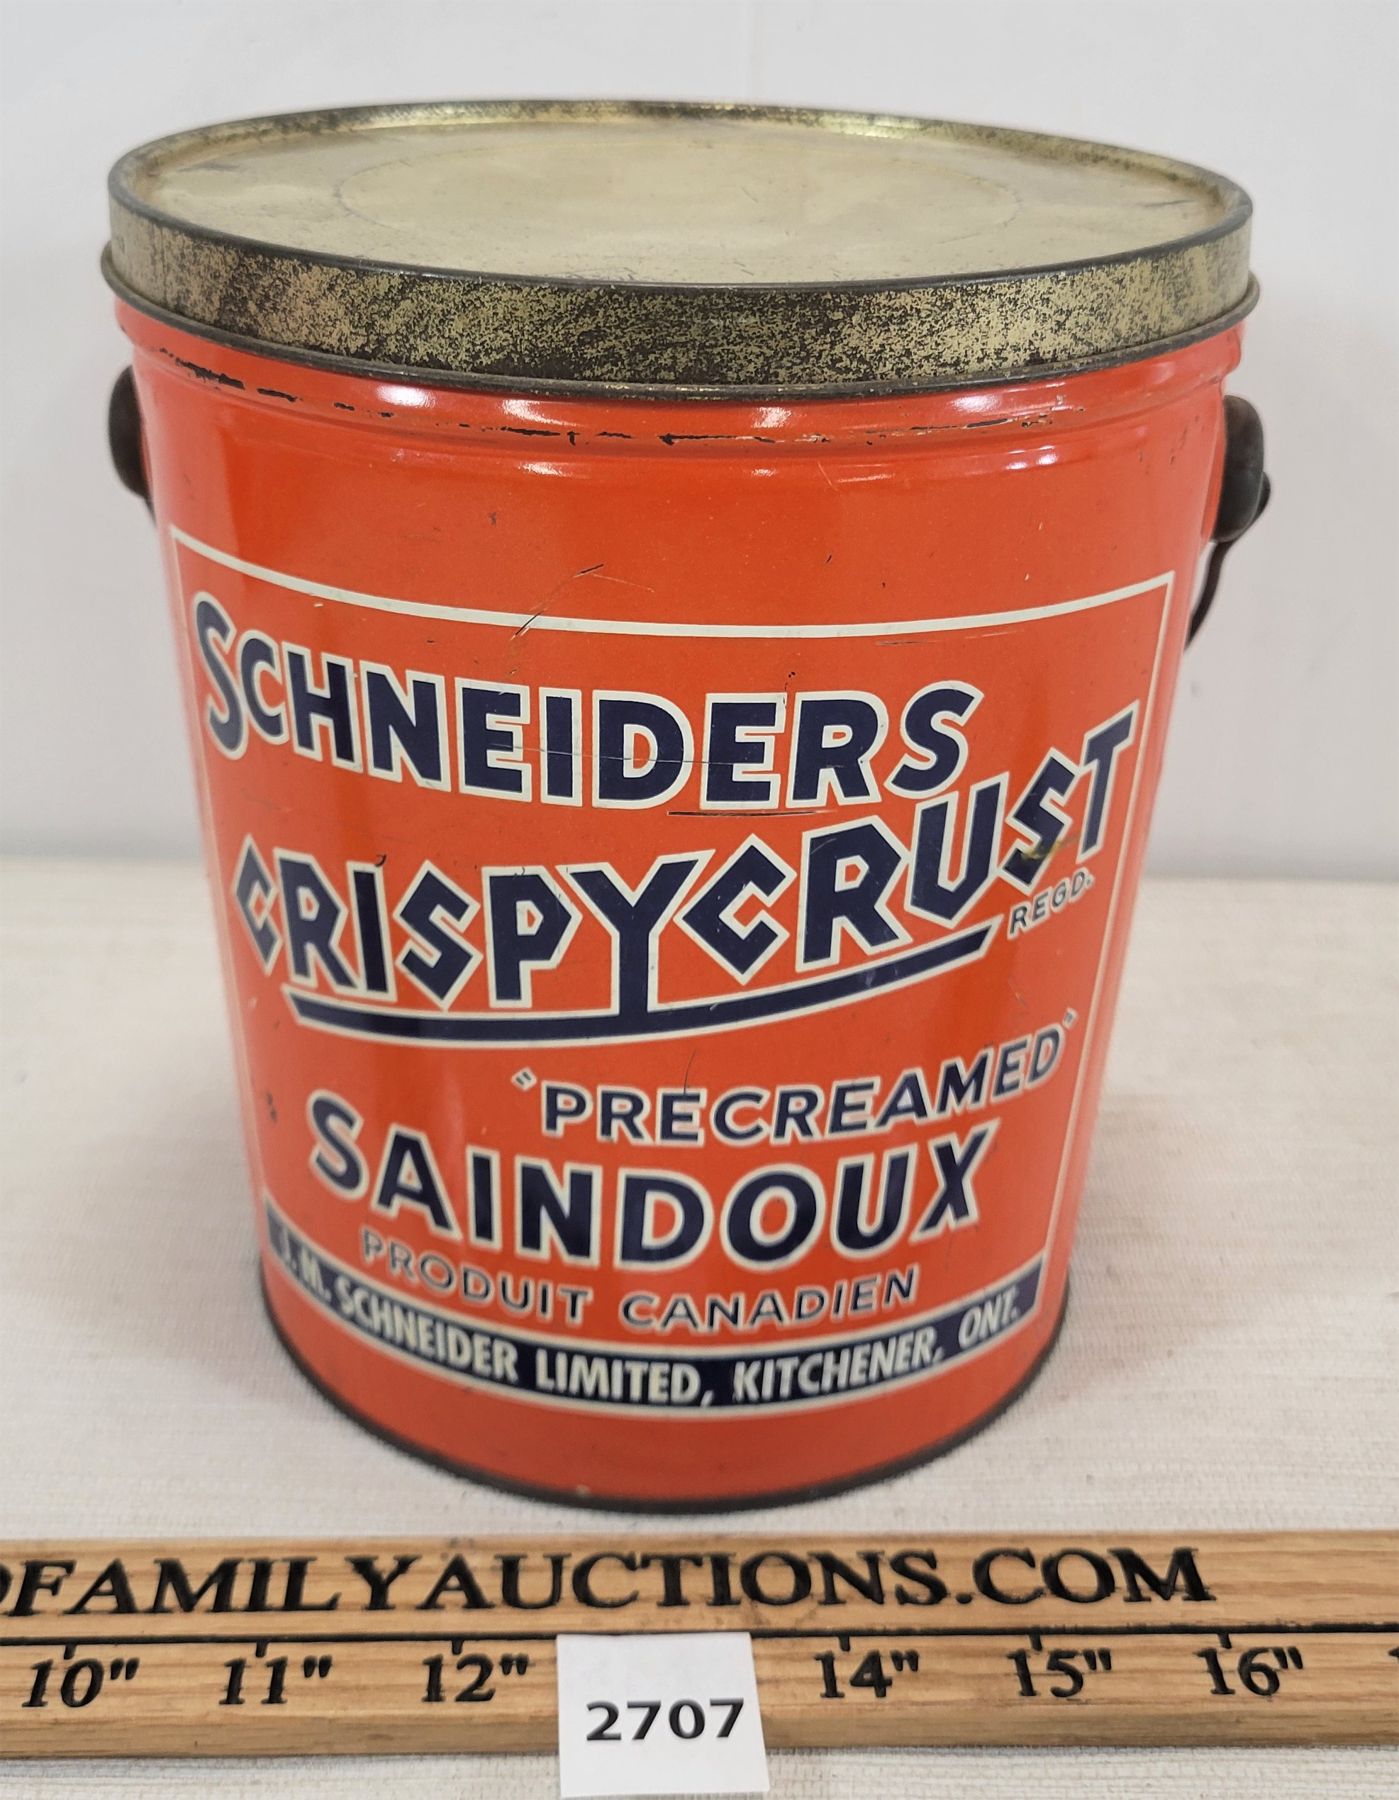 SCHNEIDERS
CRISPYCRUST
REGD.
"PRECREAMED"
SAINDOUX
PRODUIT CANADIEN
J.M. SCHNEIDER LIMITED, KITCHENER, ONT.
FAMILYAUCTIONS.COM
10" 11" 12" 14" 15" 16"
2707